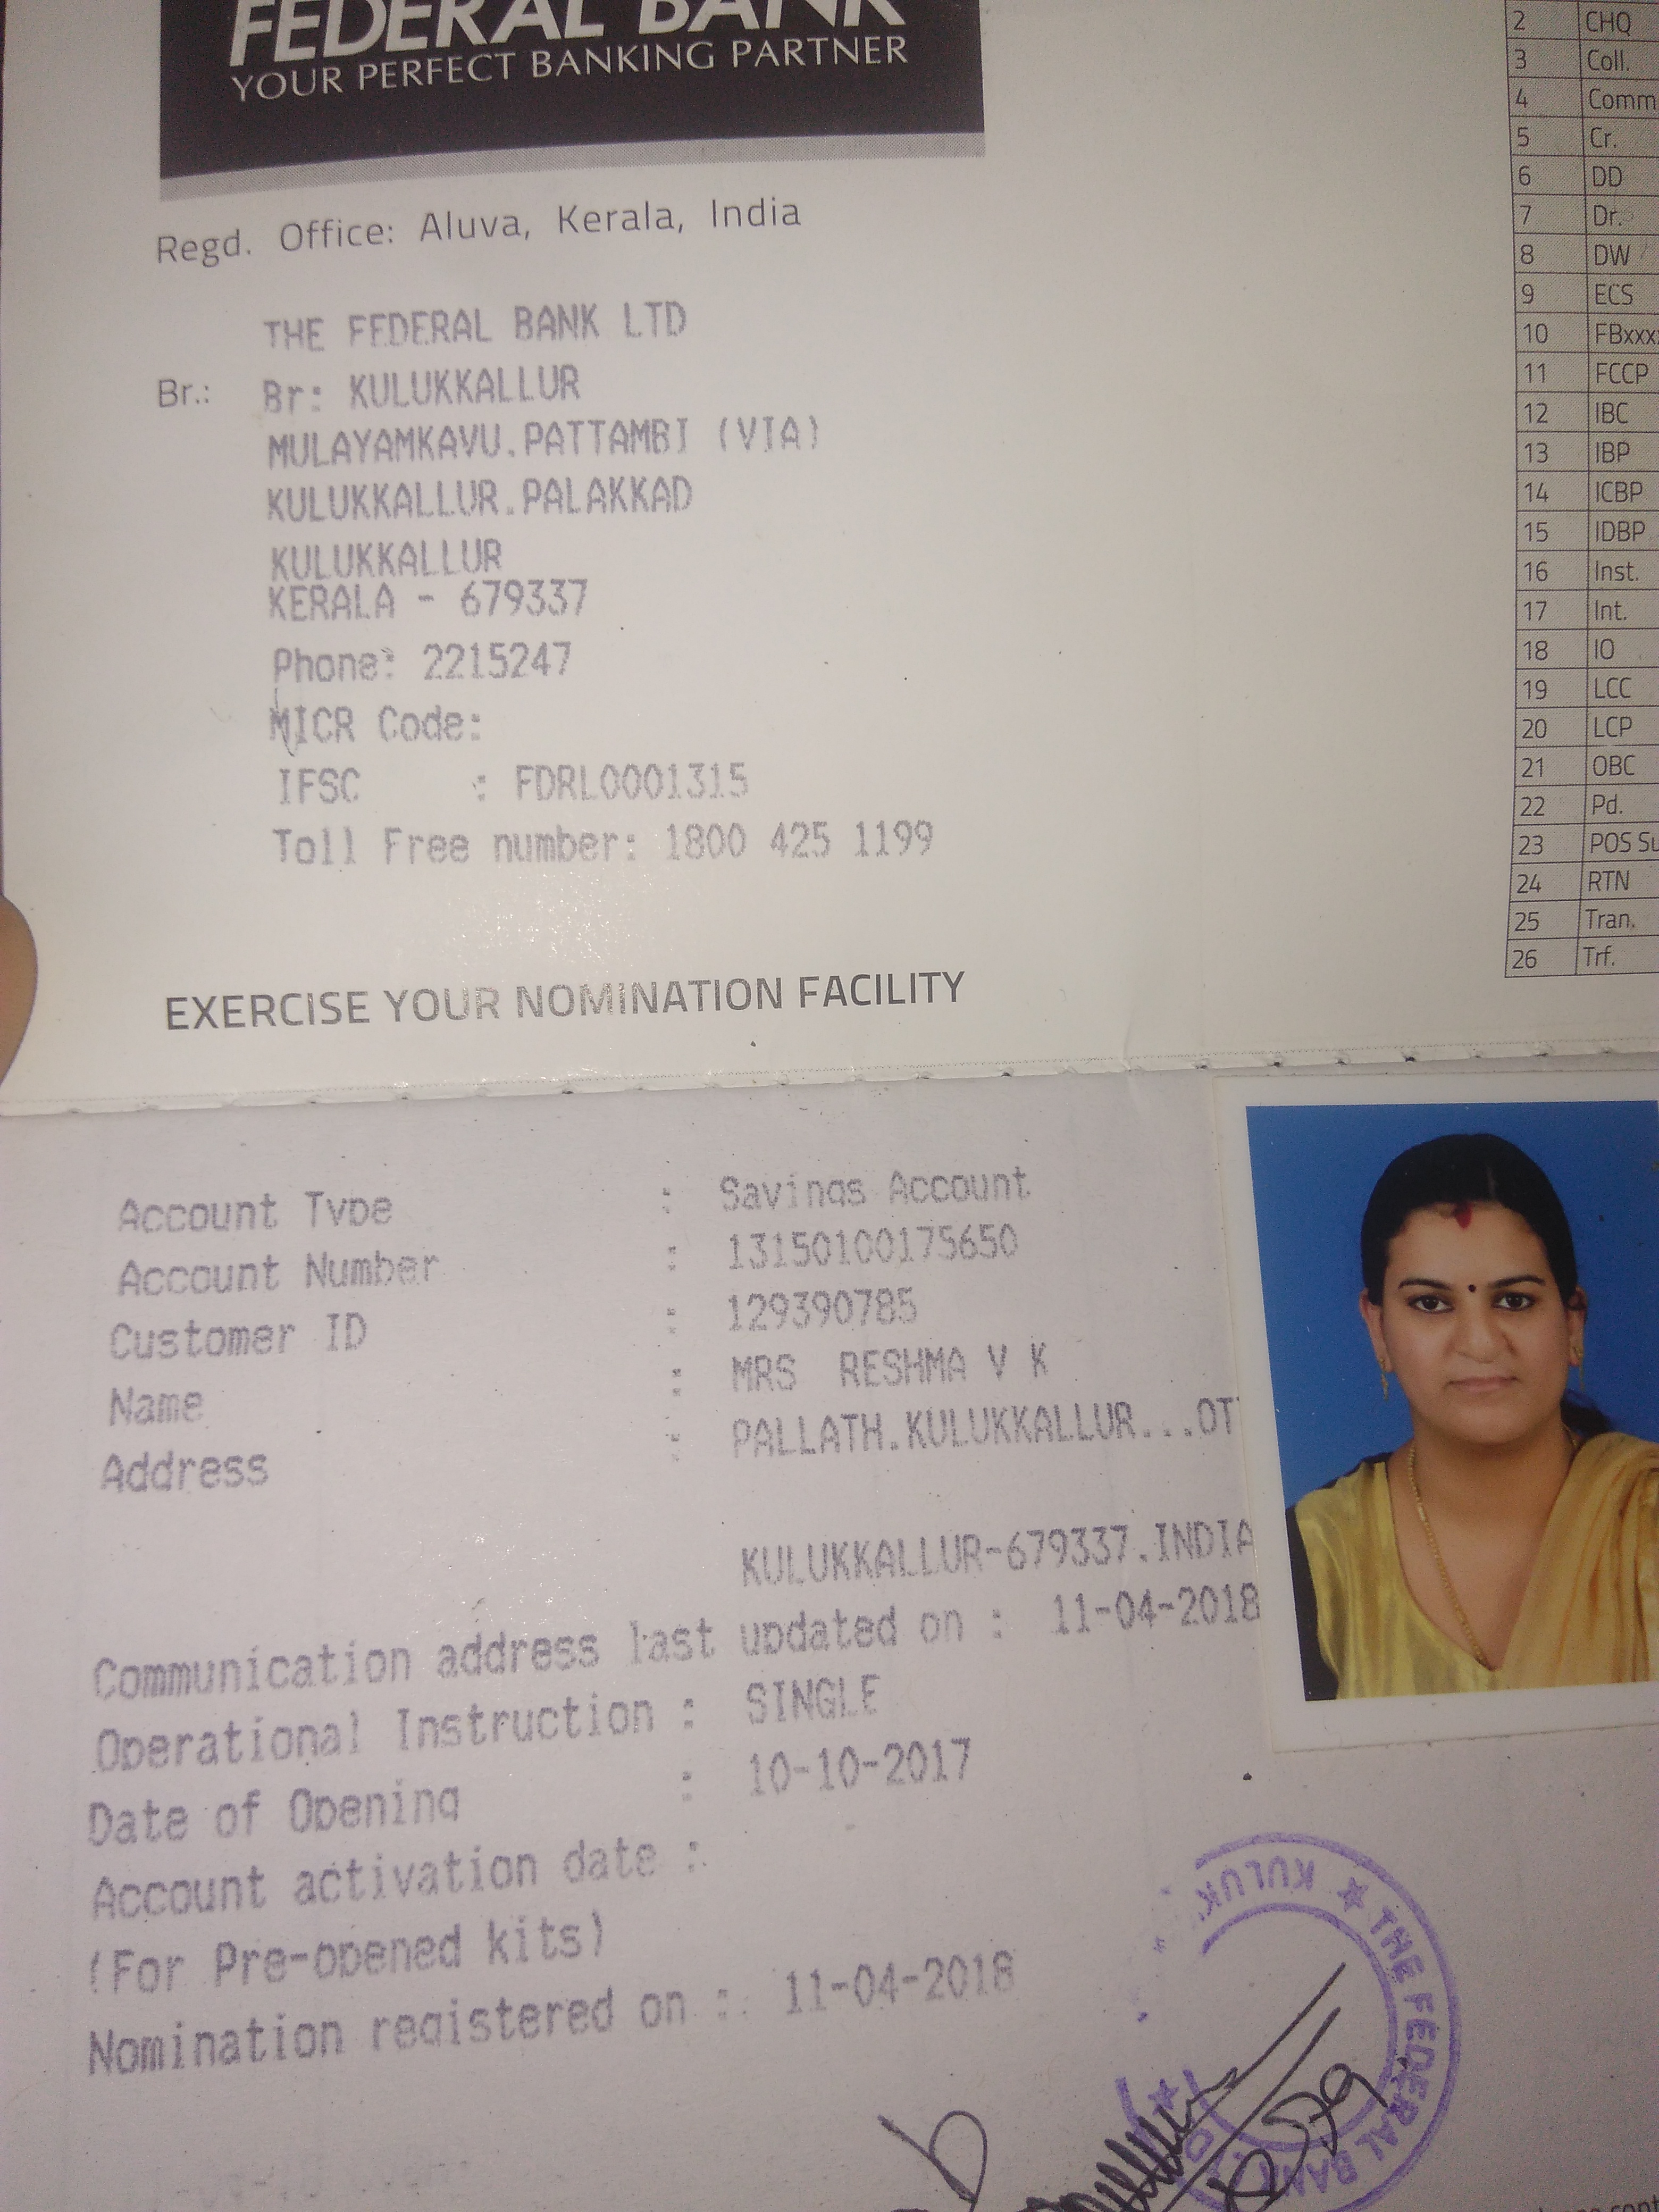 FEDERAL BANK
YOUR PERFECT BANKING PARTNER
Regd. Office: Aluva, Kerala, India
THE FEDERAL BANK LTD
Br.: Br: KULUKKALLUR
MULAYAMKAVU.PATTAMBI (VIA)
KULUKKALLUR.PALAKKAD
KULUKKALLUR
KERALA - 679337
Phone: 2215247
MICR Code:
IFSC : FDRL0001315
Toll Free number: 1800 425 1199
EXERCISE YOUR NOMINATION FACILITY
2 CHQ
3 Coll.
4 Comm
5 Cr.
6 DD
7 Dr.
8 DW
9 ECS
10 FBxxx
11 FCCP
12 IBC
13 IBP
14 ICBP
15 IDBP
16 Inst.
17 Int.
18 IO
19 LCC
20 LCP
21 OBC
22 Pd.
23 POS Su
24 RTN
25 Tran.
26 Trf.
Account Type : Savings Account
Account Number : 13150100175650
Customer ID : 129390785
Name : MRS RESHMA V K
Address : PALLATH.KULUKKALLUR...OT
KULUKKALLUR-679337.INDIA
Communication address last updated on : 11-04-2018
Operational Instruction : SINGLE
Date of Opening : 10-10-2017
Account activation date :
(For Pre-opened kits)
Nomination registered on : 11-04-2018
THE FEDERAL BANK
KULUK